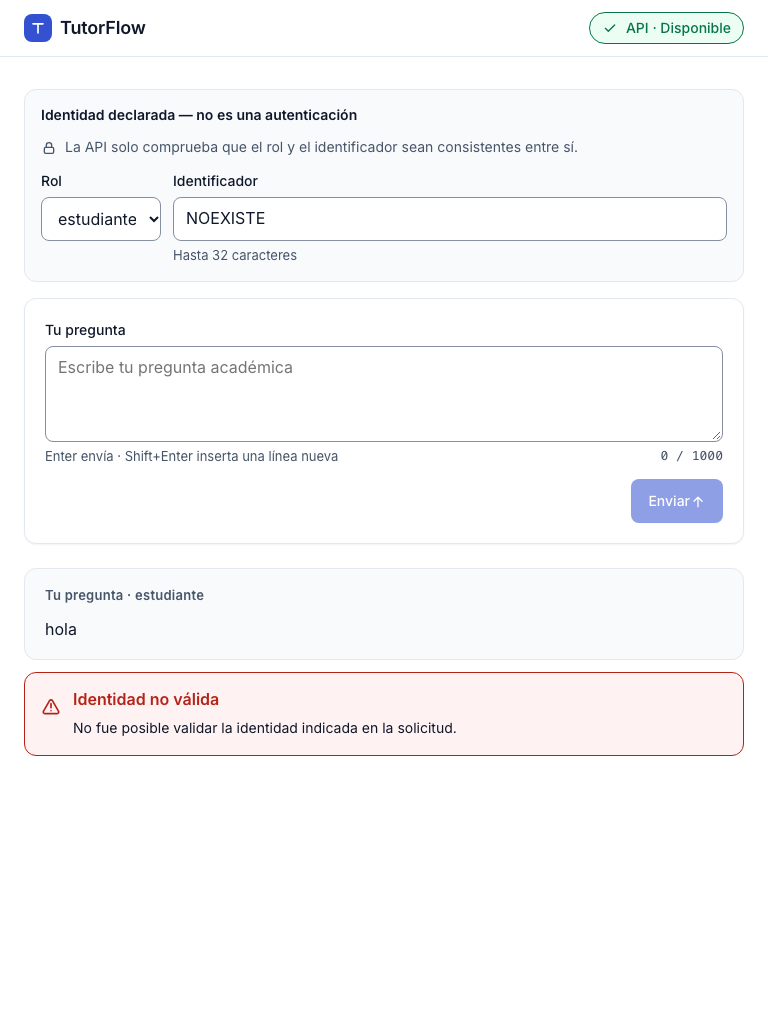 T TutorFlow
API · Disponible
Identidad declarada — no es una autenticación
La API solo comprueba que el rol y el identificador sean consistentes entre sí.
Rol
Identificador
estudiante
NOEXISTE
Hasta 32 caracteres
Tu pregunta
Escribe tu pregunta académica
Enter envía · Shift+Enter inserta una línea nueva
0 / 1000
Enviar↑
Tu pregunta · estudiante
hola
Identidad no válida
No fue posible validar la identidad indicada en la solicitud.